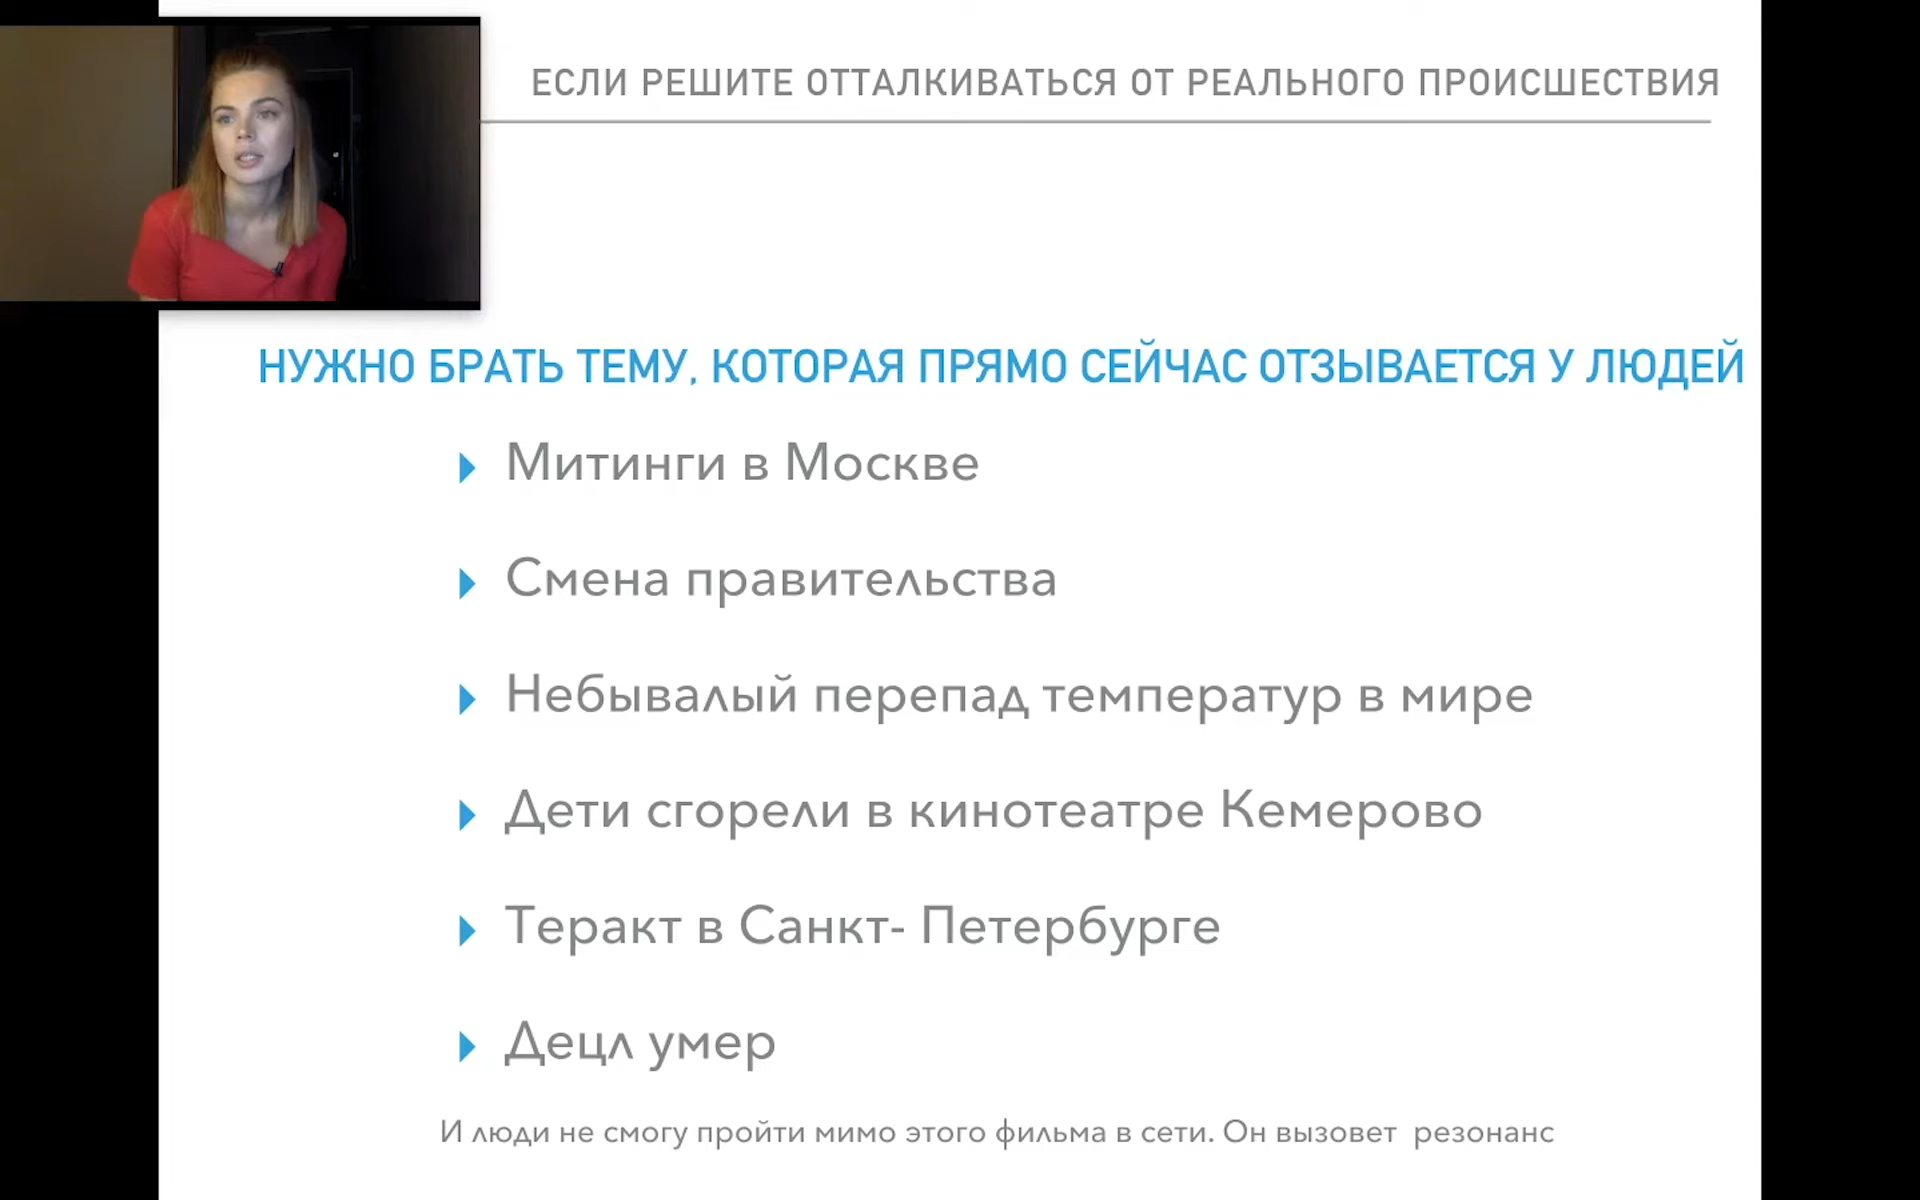 ЕСЛИ РЕШИТЕ ОТТАЛКИВАТЬСЯ ОТ РЕАЛЬНОГО ПРОИСШЕСТВИЯ
НУЖНО БРАТЬ ТЕМУ, КОТОРАЯ ПРЯМО СЕЙЧАС ОТЗЫВАЕТСЯ У ЛЮДЕЙ
Митинги в Москве
Смена правительства
Небывалый перепад температур в мире
Дети сгорели в кинотеатре Кемерово
Теракт в Санкт- Петербурге
Децл умер
И люди не смогу пройти мимо этого фильма в сети. Он вызовет резонанс